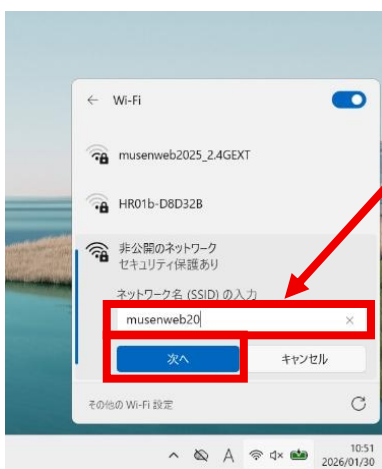 Wi-Fi
musenweb2025_2.4GEXT
HR01b-D8D32B
非公開のネットワーク
セキュリティ保護あり
ネットワーク名 (SSID) の入力
musenweb20
次へ
キャンセル
その他の Wi-Fi 設定
A
10:51
2026/01/30